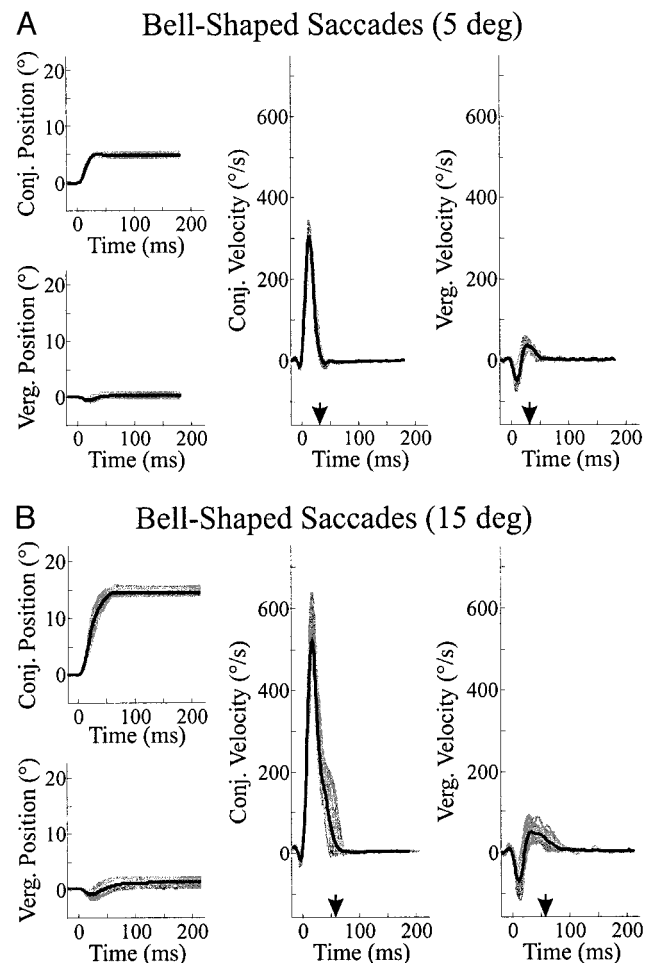 A Bell-Shaped Saccades (5 deg)
Conj. Position (°)
20
10
0
0 100 200
Time (ms)
Verg. Position (°)
20
10
0
0 100 200
Time (ms)
Conj. Velocity (°/s)
600
400
200
0
0 100 200
Time (ms)
Verg. Velocity (°/s)
600
400
200
0
0 100 200
Time (ms)
B Bell-Shaped Saccades (15 deg)
Conj. Position (°)
20
10
0
0 100 200
Time (ms)
Verg. Position (°)
20
10
0
0 100 200
Time (ms)
Conj. Velocity (°/s)
600
400
200
0
0 100 200
Time (ms)
Verg. Velocity (°/s)
600
400
200
0
0 100 200
Time (ms)